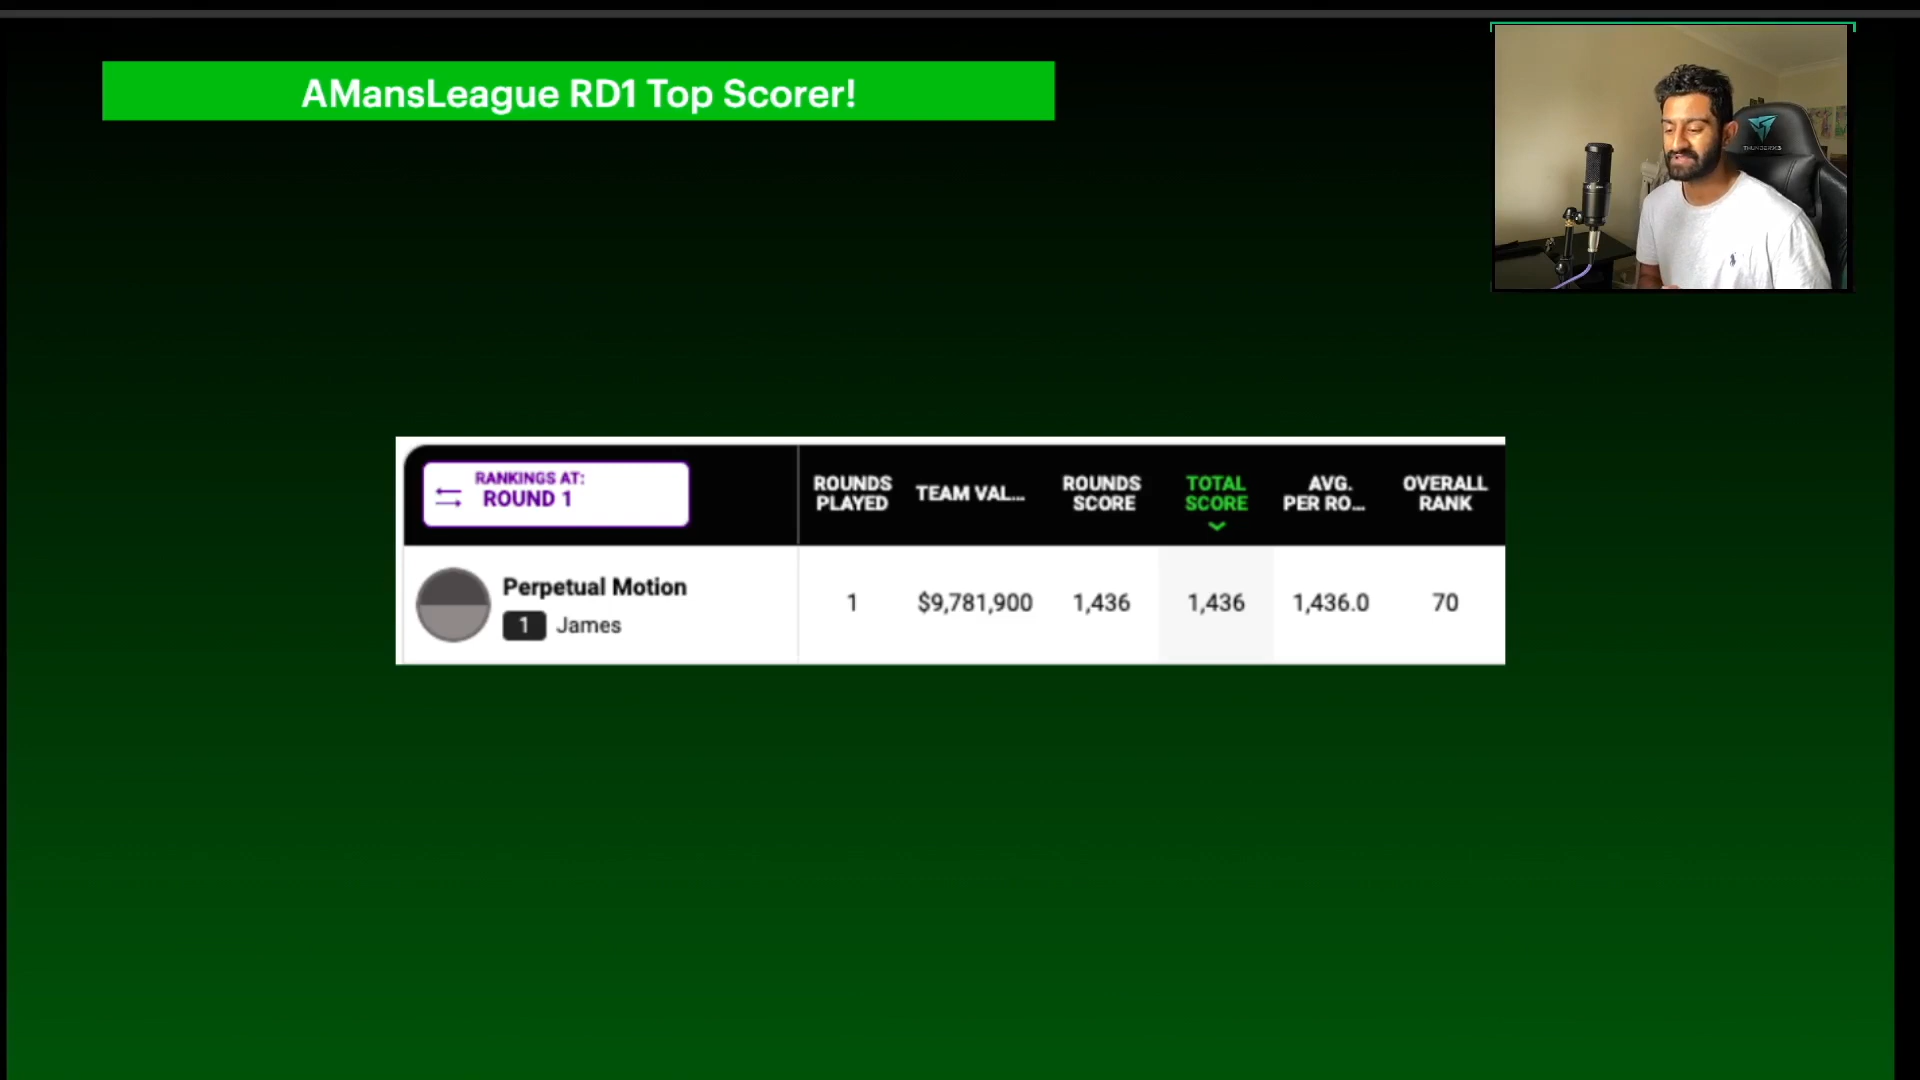 AMansLeague RD1 Top Scorer!
THUNDERX3
RANKINGS AT:
ROUND 1
ROUNDS PLAYED
TEAM VAL...
ROUNDS SCORE
TOTAL SCORE
AVG. PER RO...
OVERALL RANK
Perpetual Motion
1 James
1
$9,781,900
1,436
1,436
1,436.0
70